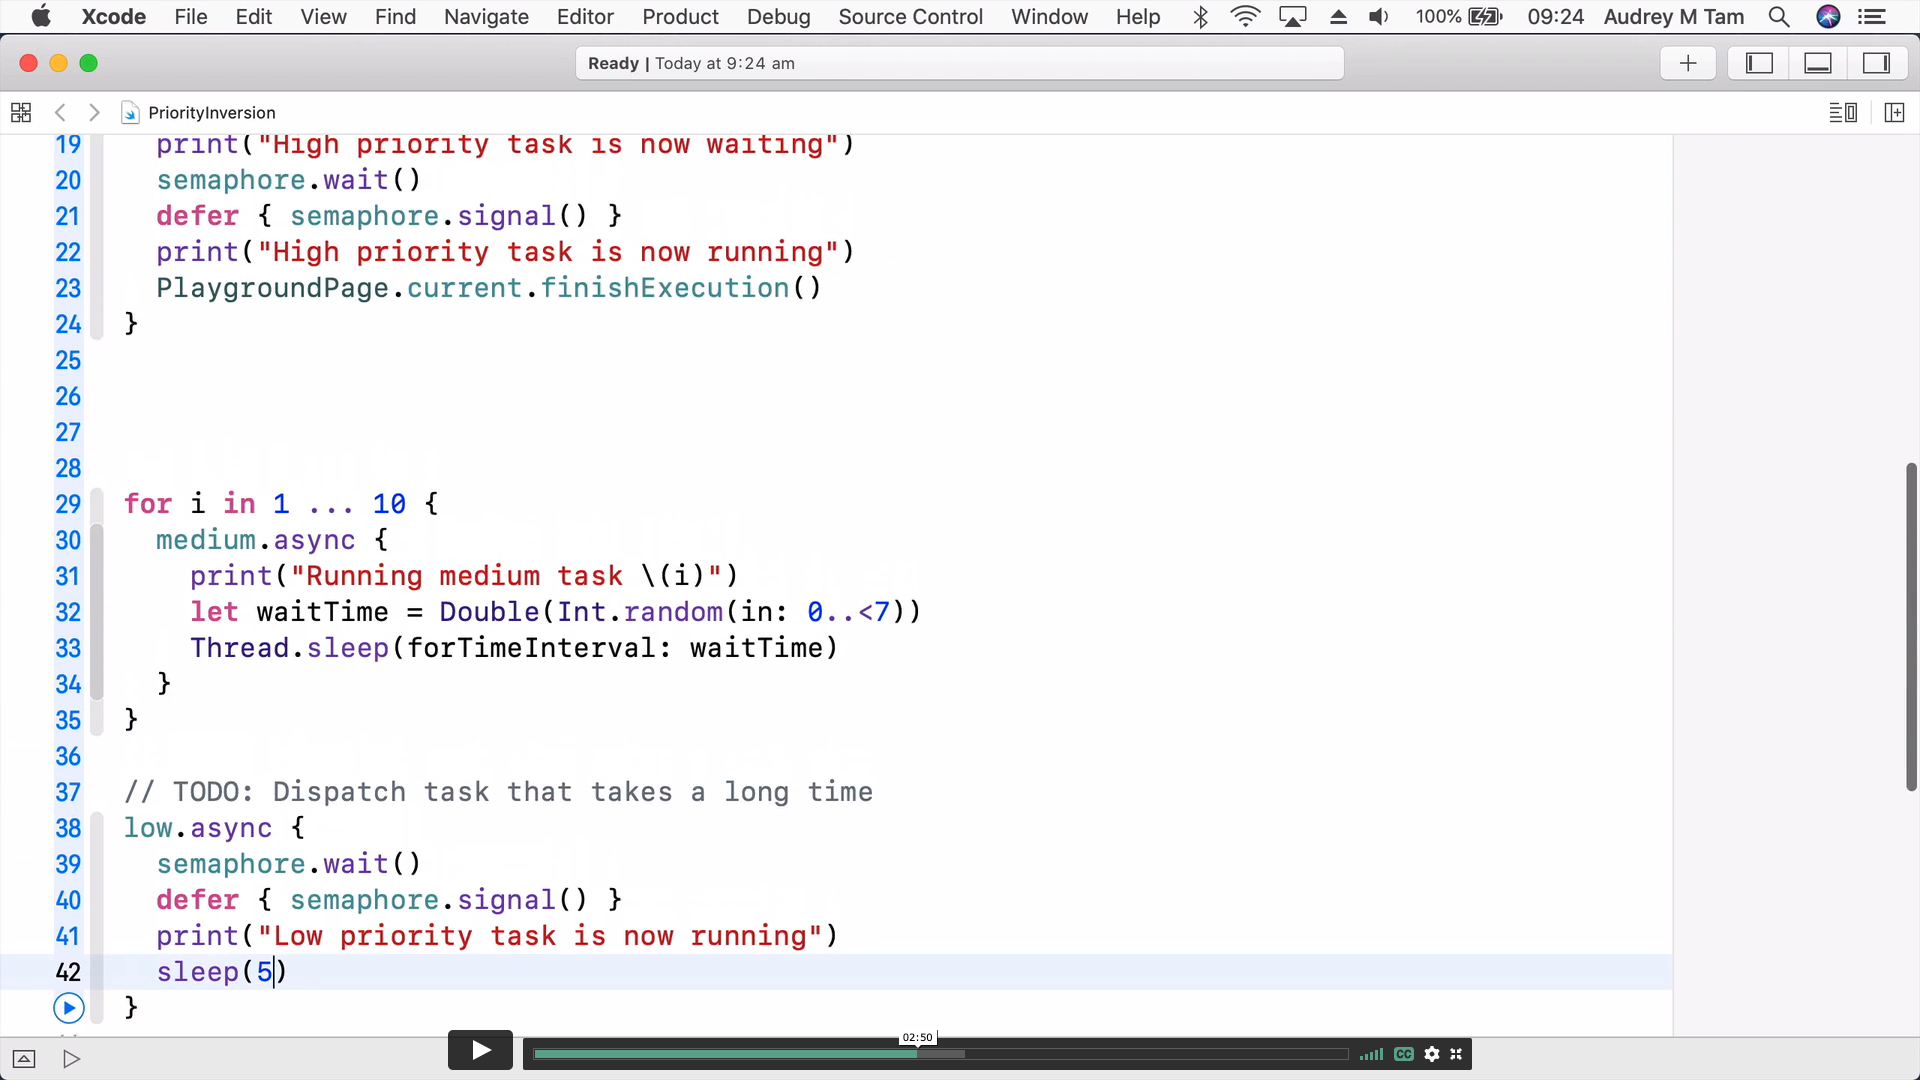 Xcode File Edit View Find Navigate Editor Product Debug Source Control Window Help 100% 09:24 Audrey M Tam
Ready | Today at 9:24 am
PriorityInversion
19 print("High priority task is now waiting")
20 semaphore.wait()
21 defer { semaphore.signal() }
22 print("High priority task is now running")
23 PlaygroundPage.current.finishExecution()
24 }
25
26
27
28
29 for i in 1 ... 10 {
30 medium.async {
31 print("Running medium task \(i)")
32 let waitTime = Double(Int.random(in: 0..<7))
33 Thread.sleep(forTimeInterval: waitTime)
34 }
35 }
36
37 // TODO: Dispatch task that takes a long time
38 low.async {
39 semaphore.wait()
40 defer { semaphore.signal() }
41 print("Low priority task is now running")
42 sleep(5)
}
02:50
CC